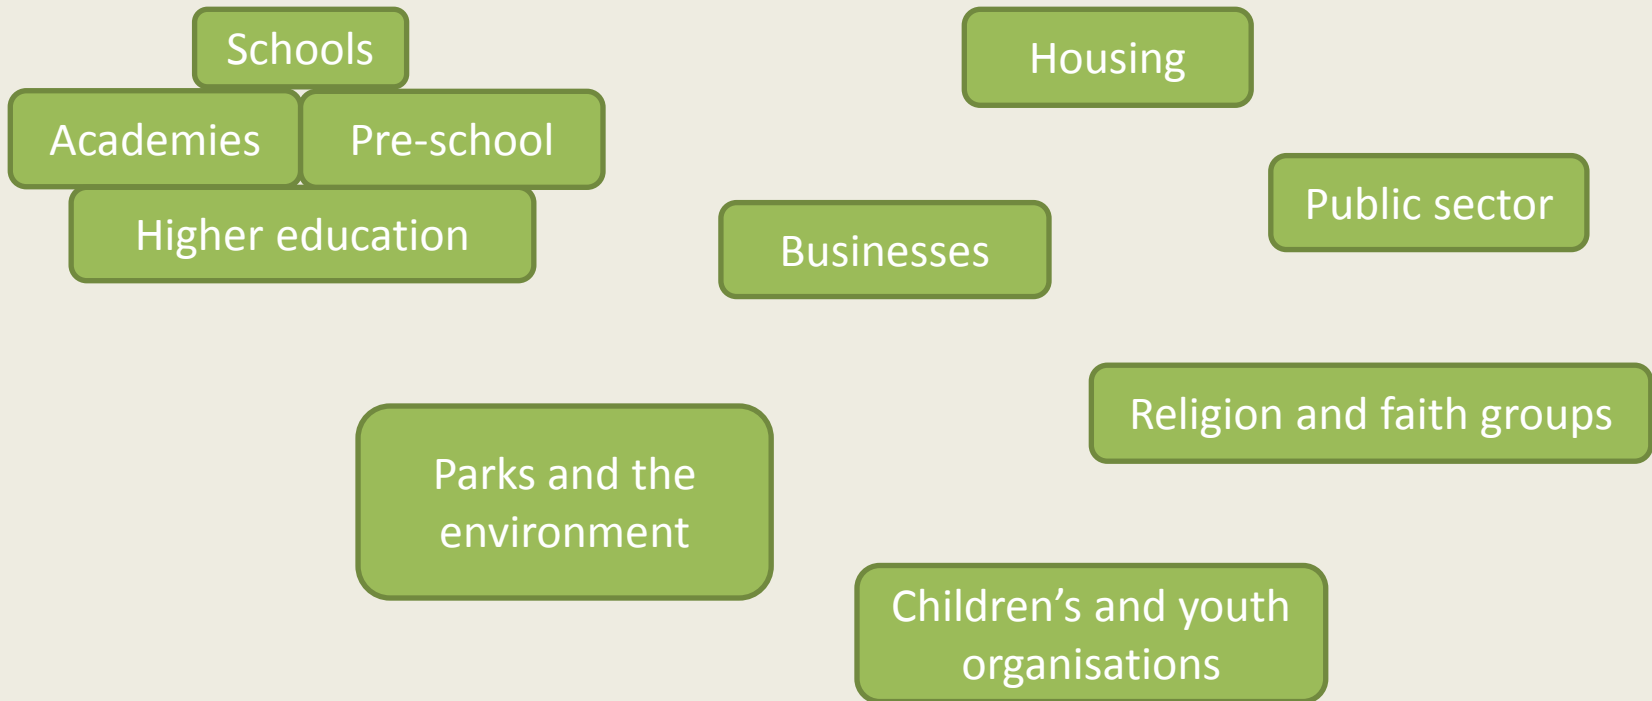 Schools
Housing
Academies
Pre-school
Public sector
Higher education
Businesses
Religion and faith groups
Parks and the
environment
Children’s and youth
organisations